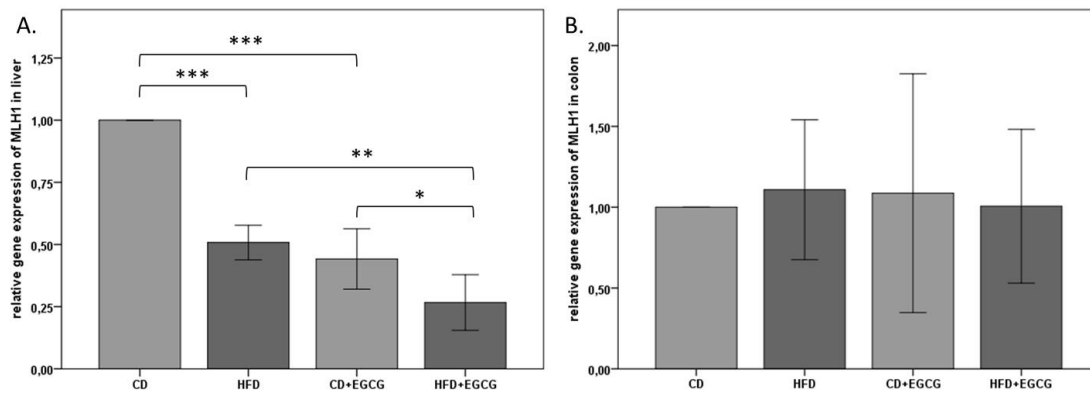 A.
relative gene expression of MLH1 in liver
1,25
1,00
0,75
0,50
0,25
0,00
***
***
**
*
CD HFD CD+EGCG HFD+EGCG
B.
relative gene expression of MLH1 in colon
2,00
1,50
1,00
0,50
0,00
CD HFD CD+EGCG HFD+EGCG